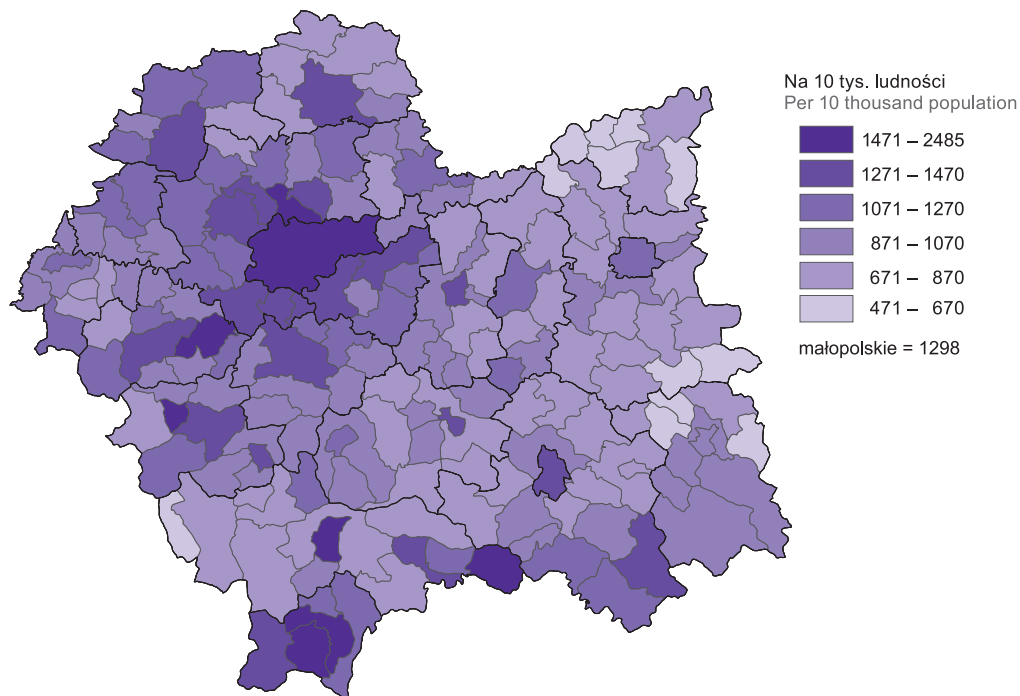 Na 10 tys. ludności
Per 10 thousand population
1471 – 2485
1271 – 1470
1071 – 1270
871 – 1070
671 – 870
471 – 670
małopolskie = 1298